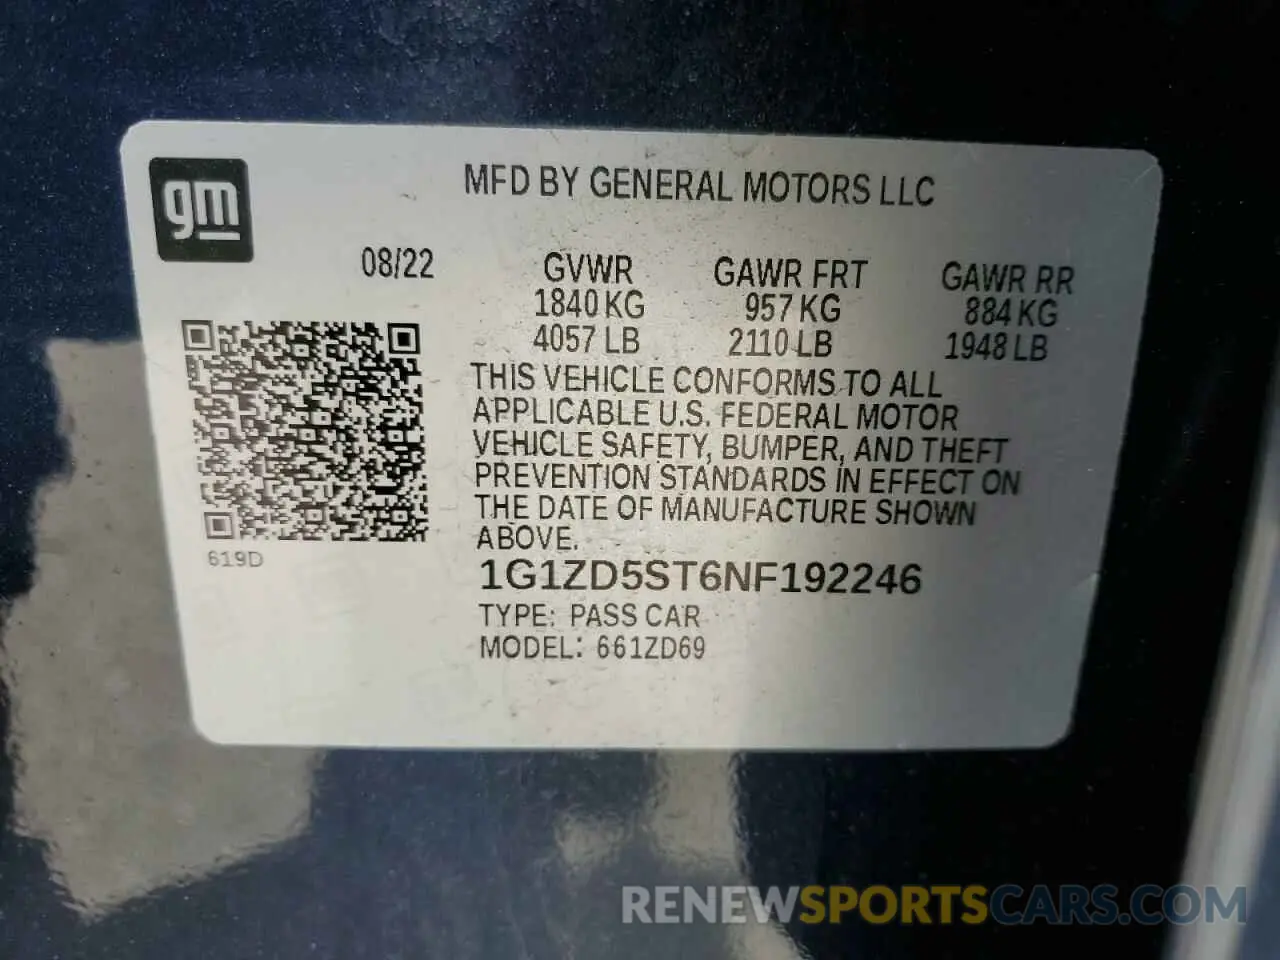 gm
MFD BY GENERAL MOTORS LLC
08/22 GVWR GAWR FRT GAWR RR
1840 KG 957 KG 884 KG
4057 LB 2110 LB 1948 LB
THIS VEHICLE CONFORMS TO ALL
APPLICABLE U.S. FEDERAL MOTOR
VEHICLE SAFETY, BUMPER, AND THEFT
PREVENTION STANDARDS IN EFFECT ON
THE DATE OF MANUFACTURE SHOWN
ABOVE.
619D
1G1ZD5ST6NF192246
TYPE: PASS CAR
MODEL: 661ZD69
RENEWSPORTSCARS.COM